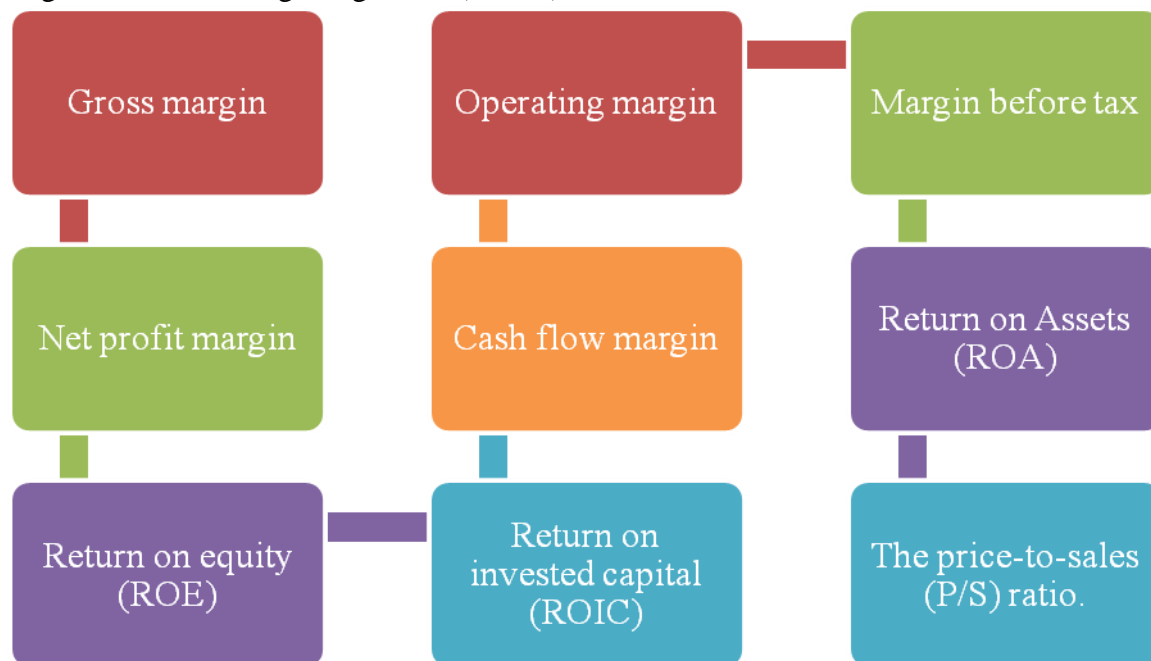 Gross margin
Net profit margin
Return on equity
(ROE)
Return on
invested capital
(ROIC)
Cash flow margin
Operating margin
Margin before tax
Return on Assets
(ROA)
The price-to-sales
(P/S) ratio.